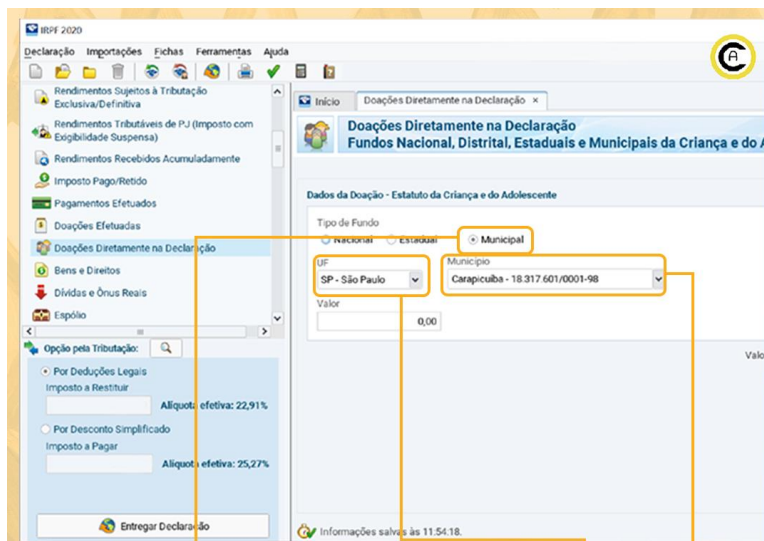 IRPF 2020
Declaração Importações Fichas Ferramentas Ajuda
CA
Rendimentos Sujeitos à Tributação
Exclusiva/Definitiva
Rendimentos Tributáveis de PJ (Imposto com
Exigibilidade Suspensa)
Rendimentos Recebidos Acumuladamente
Imposto Pago/Retido
Pagamentos Efetuados
Doações Efetuadas
Doações Diretamente na Declaração
Bens e Direitos
Dívidas e Ônus Reais
Espólio
Opção pela Tributação:
Por Deduções Legais
Imposto a Restituir
Alíquota efetiva: 22,91%
Por Desconto Simplificado
Imposto a Pagar
Alíquota efetiva: 25,27%
Entregar Declaração
Início
Doações Diretamente na Declaração ×
Doações Diretamente na Declaração
Fundos Nacional, Distrital, Estaduais e Municipais da Criança e do A
Dados da Doação - Estatuto da Criança e do Adolescente
Tipo de Fundo
Nacional Estadual Municipal
UF
Município
SP - São Paulo
Carapicuiba - 18.317.601/0001-98
Valor
0,00
Valo
Informações salvas às 11:54:18.